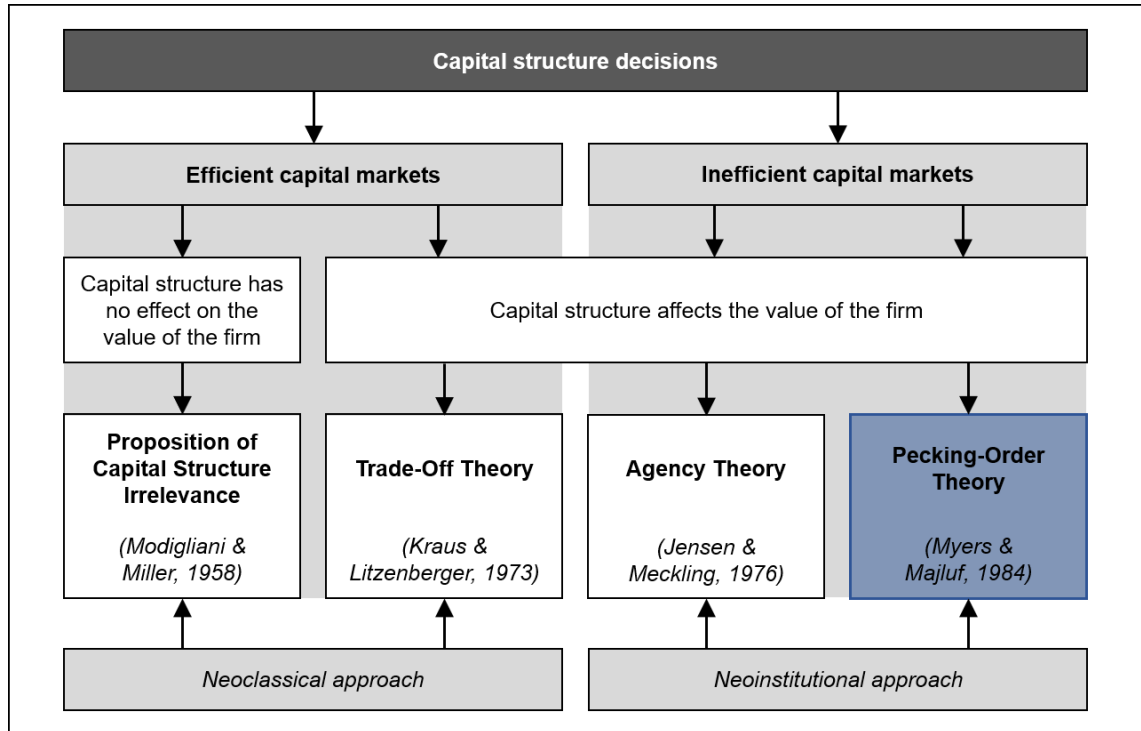 Capital structure decisions
Efficient capital markets
Inefficient capital markets
Capital structure has
no effect on the
value of the firm
Capital structure affects the value of the firm
Proposition of
Capital Structure
Irrelevance
(Modigliani &
Miller, 1958)
Trade-Off Theory
(Kraus &
Litzenberger, 1973)
Agency Theory
(Jensen &
Meckling, 1976)
Pecking-Order
Theory
(Myers &
Majluf, 1984)
Neoclassical approach
Neoinstitutional approach